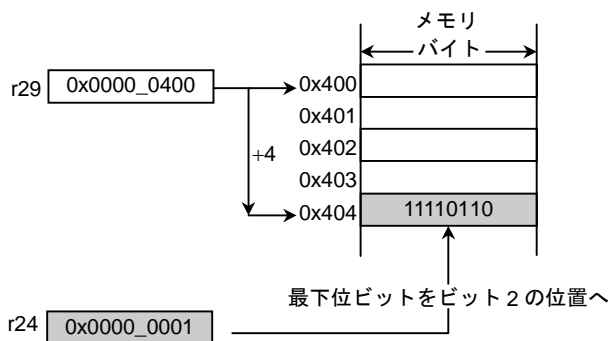 メモリ
バイト
r29 0x0000_0400
0x400
0x401
+4
0x402
0x403
0x404 11110110
最下位ビットをビット 2 の位置へ
r24 0x0000_0001